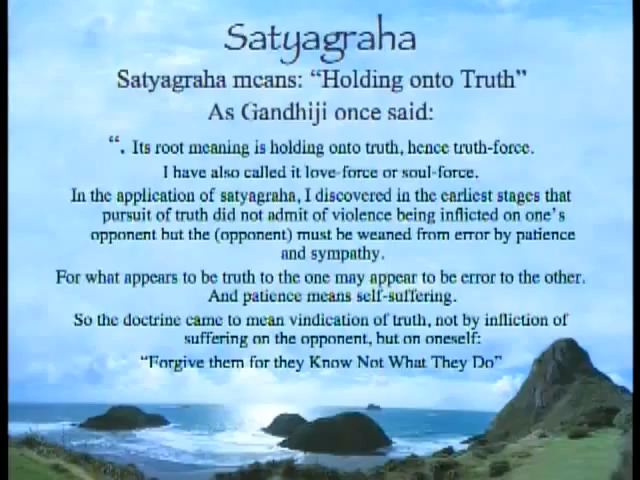 Satyagraha
Satyagraha means: “Holding onto Truth”
As Gandhiji once said:
“. Its root meaning is holding onto truth, hence truth-force.
I have also called it love-force or soul-force.
In the application of satyagraha, I discovered in the earliest stages that
pursuit of truth did not admit of violence being inflicted on one’s
opponent but the (opponent) must be weaned from error by patience
and sympathy.
For what appears to be truth to the one may appear to be error to the other.
And patience means self-suffering.
So the doctrine came to mean vindication of truth, not by infliction of
suffering on the opponent, but on oneself:
“Forgive them for they Know Not What They Do”